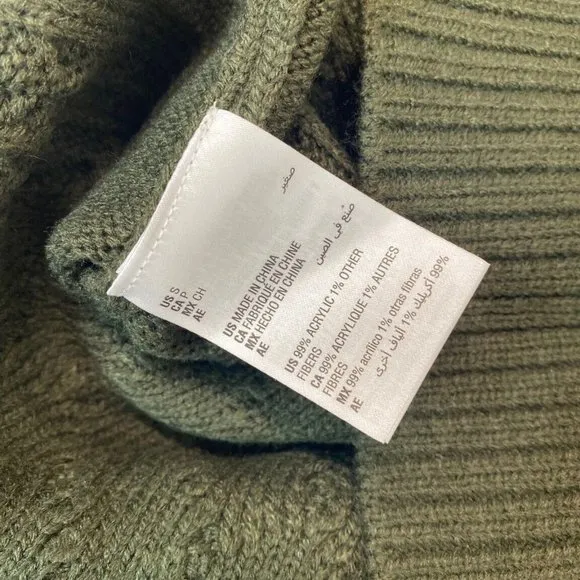 US S
CA P
MX CH
AE صغير
US MADE IN CHINA
CA FABRIQUÉ EN CHINE
MX HECHO EN CHINA
AE صُنع في الصين
US 99% ACRYLIC 1% OTHER
FIBERS
CA 99% ACRYLIQUE 1% AUTRES
FIBRES
MX 99% acrílico 1% otras fibras
AE 99% اكريليك 1% ألياف أخرى